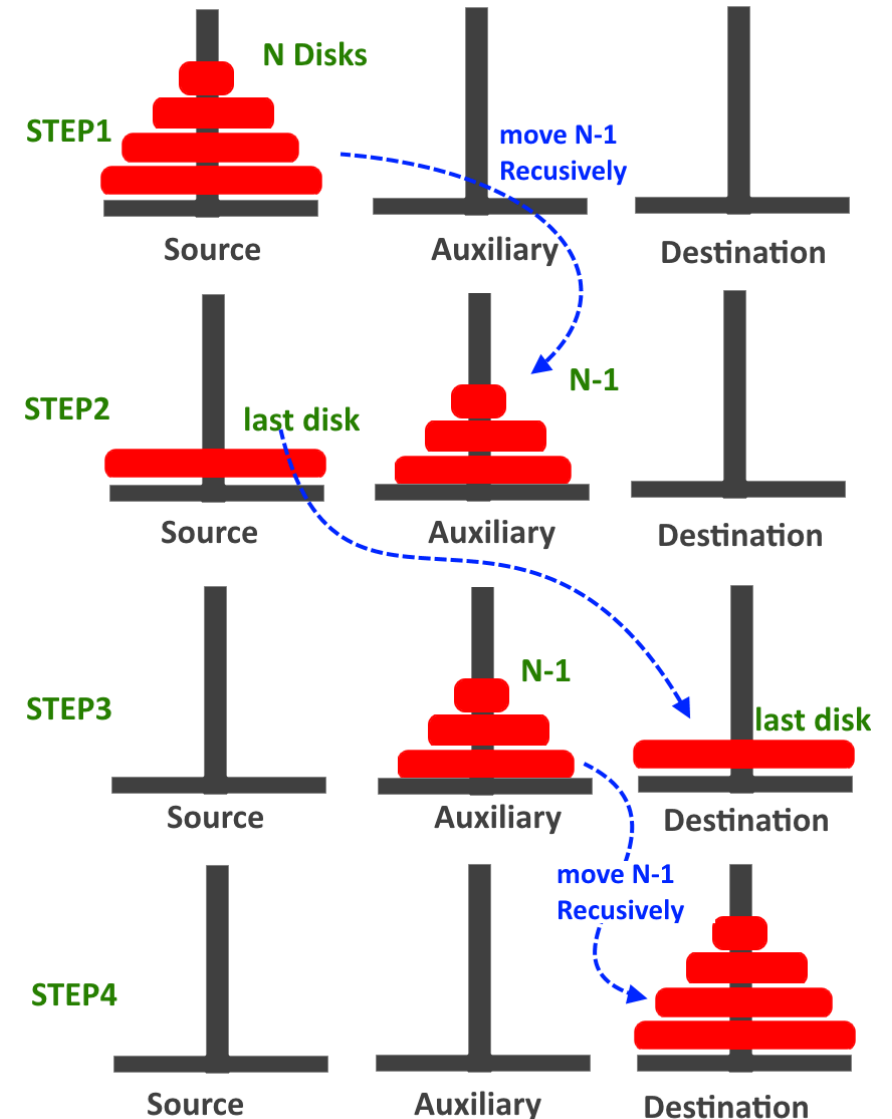 N Disks
STEP1
move N-1
Recusively
Source
Auxiliary
Destination
N-1
STEP2
last disk
Source
Auxiliary
Destination
N-1
STEP3
last disk
Source
Auxiliary
Destination
move N-1
Recusively
STEP4
Source
Auxiliary
Destination